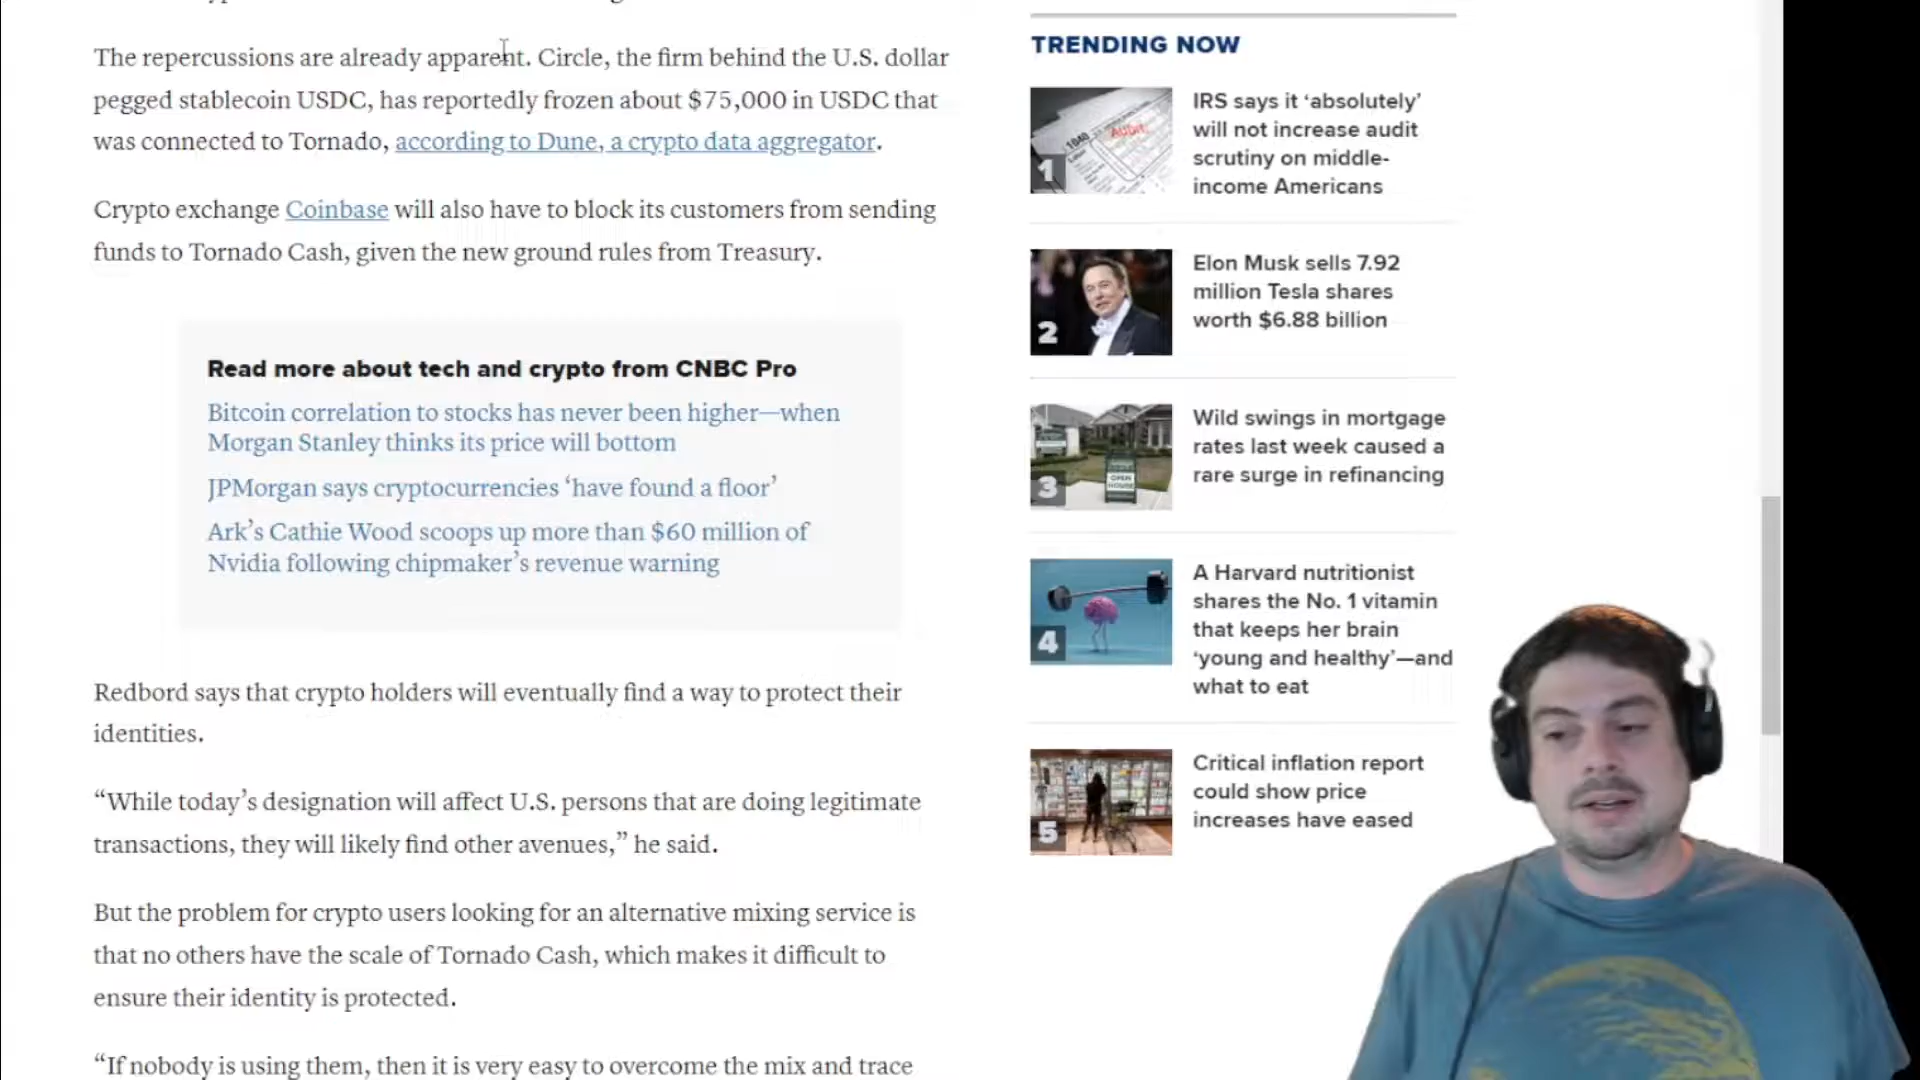 The repercussions are already apparent. Circle, the firm behind the U.S. dollar
pegged stablecoin USDC, has reportedly frozen about $75,000 in USDC that
was connected to Tornado, according to Dune, a crypto data aggregator.
Crypto exchange Coinbase will also have to block its customers from sending
funds to Tornado Cash, given the new ground rules from Treasury.
Read more about tech and crypto from CNBC Pro
Bitcoin correlation to stocks has never been higher—when
Morgan Stanley thinks its price will bottom
JPMorgan says cryptocurrencies ‘have found a floor’
Ark’s Cathie Wood scoops up more than $60 million of
Nvidia following chipmaker’s revenue warning
Redbord says that crypto holders will eventually find a way to protect their
identities.
“While today’s designation will affect U.S. persons that are doing legitimate
transactions, they will likely find other avenues,” he said.
But the problem for crypto users looking for an alternative mixing service is
that no others have the scale of Tornado Cash, which makes it difficult to
ensure their identity is protected.
“If nobody is using them, then it is very easy to overcome the mix and trace
TRENDING NOW
1040
AUDIT
1
IRS says it ‘absolutely’
will not increase audit
scrutiny on middle-
income Americans
2
Elon Musk sells 7.92
million Tesla shares
worth $6.88 billion
OPEN
HOUSE
3
Wild swings in mortgage
rates last week caused a
rare surge in refinancing
4
A Harvard nutritionist
shares the No. 1 vitamin
that keeps her brain
‘young and healthy’—and
what to eat
5
Critical inflation report
could show price
increases have eased